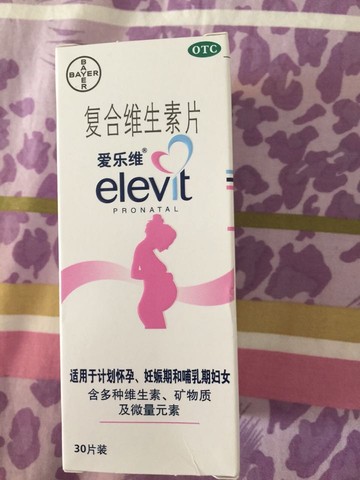 OTC
BAYER
BAYER
复合维生素片
爱乐维®
elevit
PRONATAL
适用于计划怀孕、妊娠期和哺乳期妇女
含多种维生素、矿物质
及微量元素
30片装